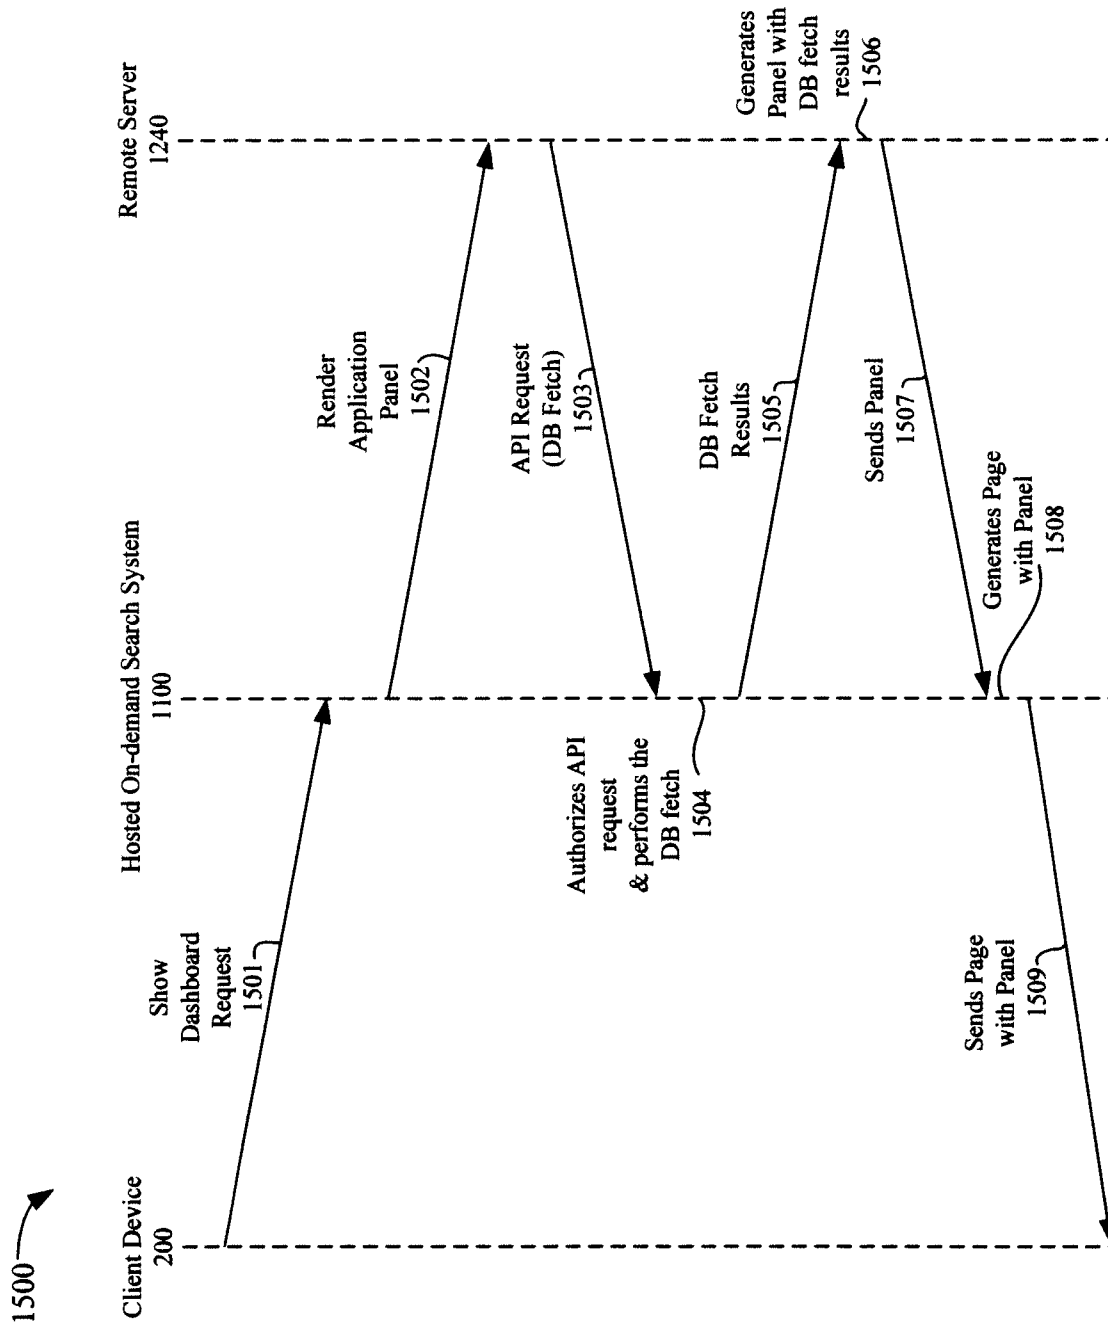 1500
Client Device
200
Hosted On-demand Search System
1100
Remote Server
1240
Show
Dashboard
Request
1501
Render
Application
Panel
1502
API Request
(DB Fetch)
1503
Authorizes API
request
& performs the
DB fetch
1504
DB Fetch
Results
1505
Generates
Panel with
DB fetch
results
1506
Sends Panel
1507
Generates Page
with Panel
1508
Sends Page
with Panel
1509